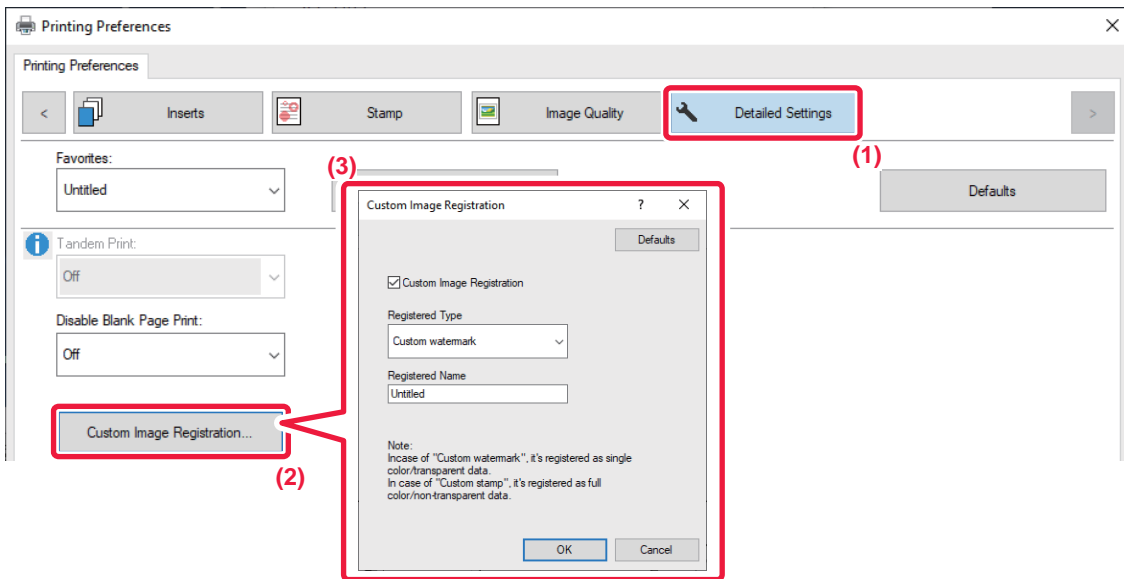 Printing Preferences
Printing Preferences
<
Inserts
Stamp
Image Quality
Detailed Settings
>
(1)
Favorites:
Untitled
Defaults
(3)
Custom Image Registration
?
Defaults
Custom Image Registration
Registered Type
Custom watermark
Registered Name
Untitled
Note:
Incase of "Custom watermark", it's registered as single
color/transparent data.
In case of "Custom stamp", it's registered as full
color/non-transparent data.
OK
Cancel
Tandem Print:
Off
Disable Blank Page Print:
Off
Custom Image Registration...
(2)